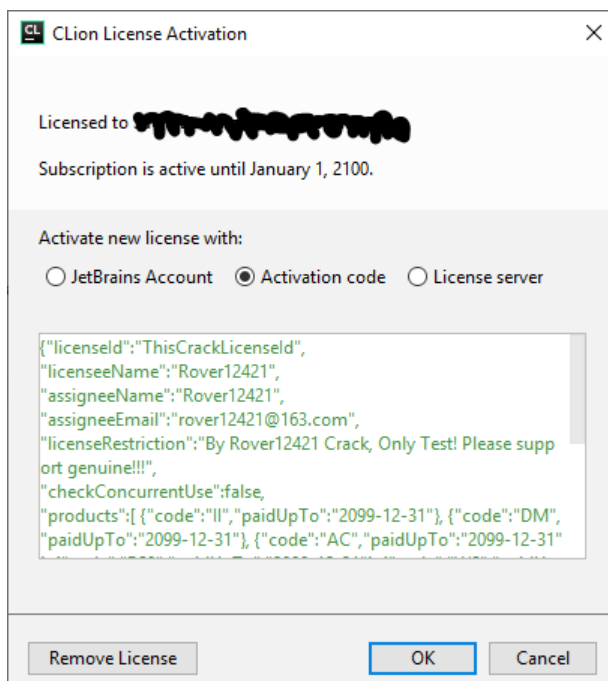 CL CLion License Activation
Licensed to
Subscription is active until January 1, 2100.
Activate new license with:
JetBrains Account Activation code License server
{"licenseId":"ThisCrackLicenseId",
"licenseeName":"Rover12421",
"assigneeName":"Rover12421",
"assigneeEmail":"rover12421@163.com",
"licenseRestriction":"By Rover12421 Crack, Only Test! Please supp
ort genuine!!!",
"checkConcurrentUse":false,
"products":[ {"code":"II","paidUpTo":"2099-12-31"}, {"code":"DM",
"paidUpTo":"2099-12-31"}, {"code":"AC","paidUpTo":"2099-12-31"
Remove License OK Cancel